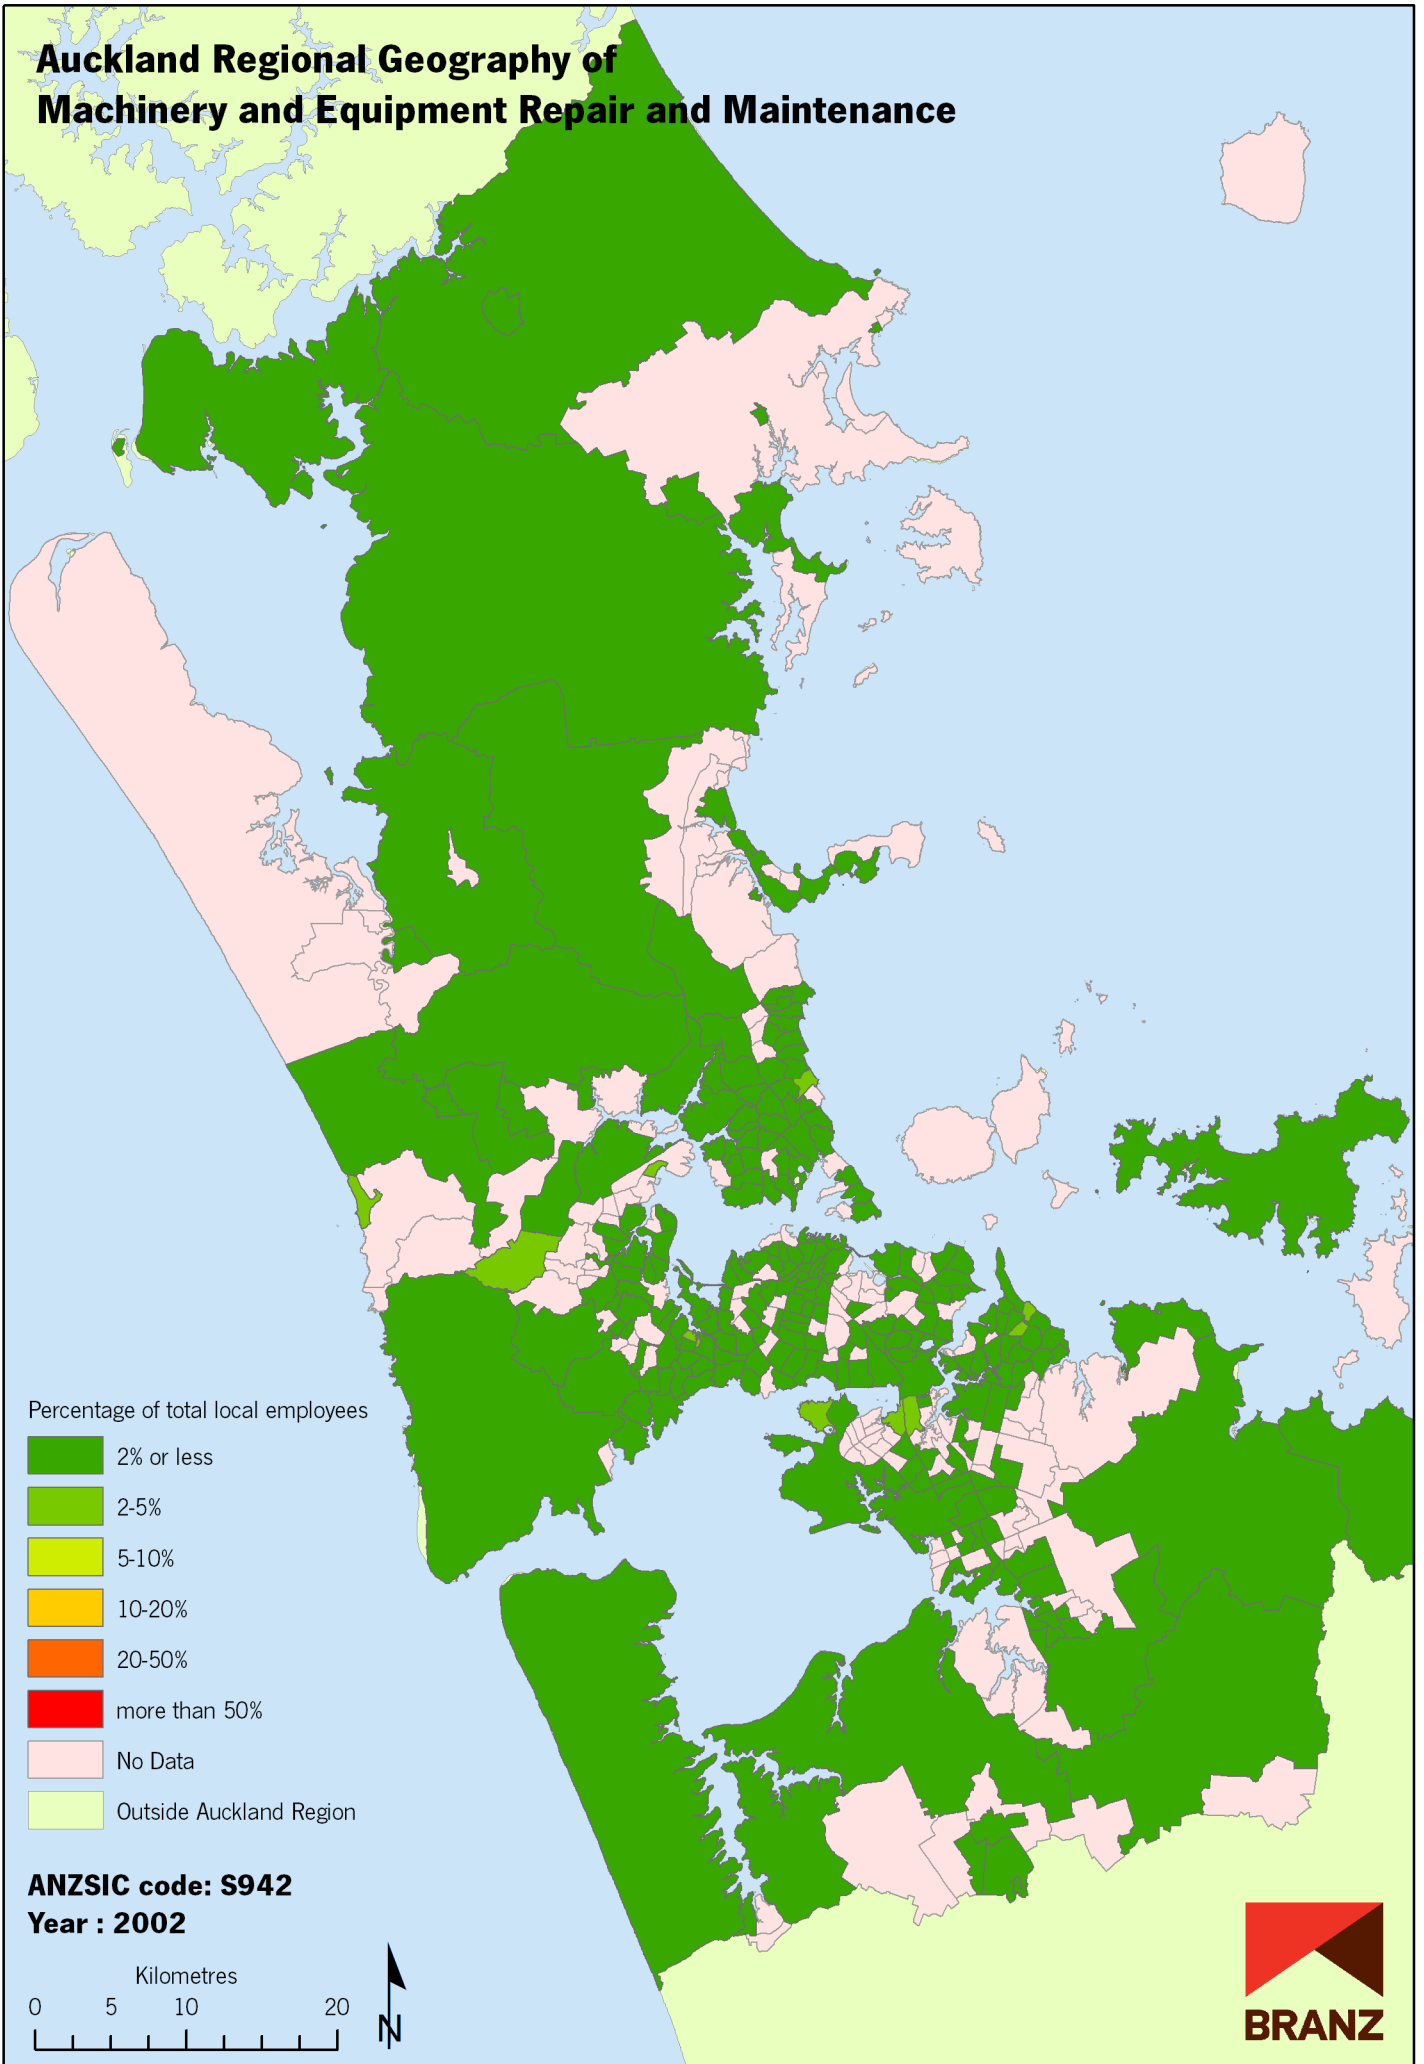 Auckland Regional Geography of
Machinery and Equipment Repair and Maintenance
Percentage of total local employees
2% or less
2-5%
5-10%
10-20%
20-50%
more than 50%
No Data
Outside Auckland Region
ANZSIC code: S942
Year : 2002
Kilometres
0 5 10 20
N
BRANZ